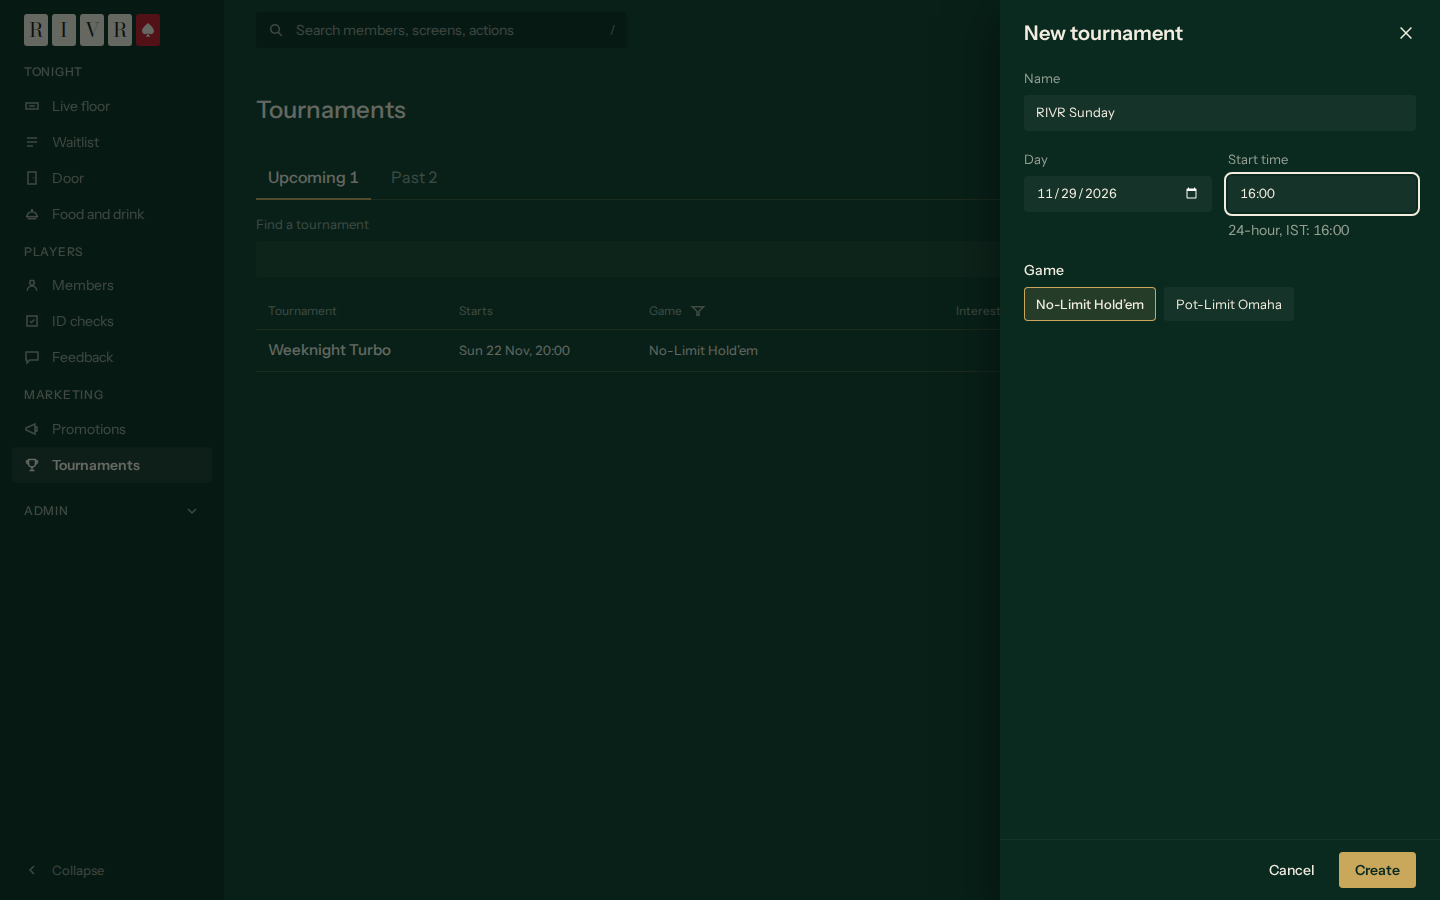 RIVR
Search members, screens, actions /
TONIGHT
Live floor
Waitlist
Door
Food and drink
PLAYERS
Members
ID checks
Feedback
MARKETING
Promotions
Tournaments
ADMIN
Collapse
Tournaments
Upcoming 1 Past 2
Find a tournament
Tournament Starts Game Interest
Weeknight Turbo Sun 22 Nov, 20:00 No-Limit Hold’em
New tournament
Name
RIVR Sunday
Day Start time
11/29/2026 16:00
24-hour, IST: 16:00
Game
No-Limit Hold’em Pot-Limit Omaha
Cancel Create